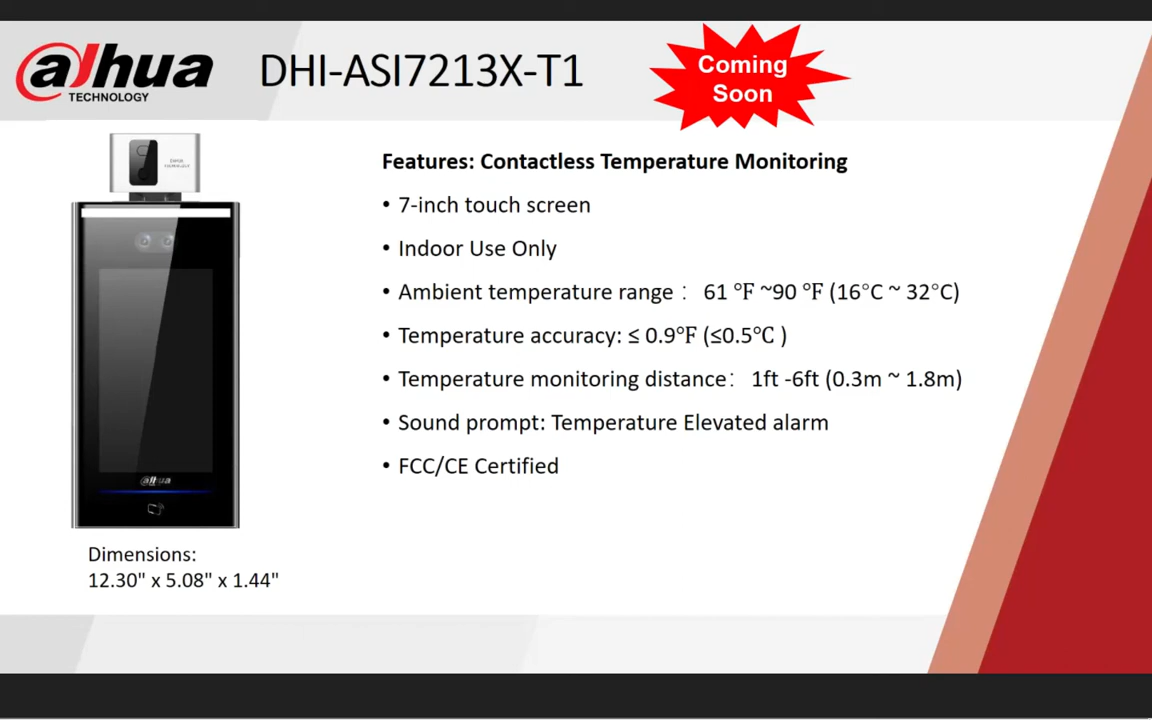 alhua
TECHNOLOGY
DHI-ASI7213X-T1
Coming
Soon
Features: Contactless Temperature Monitoring
• 7-inch touch screen
• Indoor Use Only
• Ambient temperature range： 61 ℉ ~90 ℉ (16°C ~ 32°C)
• Temperature accuracy: ≤ 0.9℉ (≤0.5℃ )
• Temperature monitoring distance： 1ft -6ft (0.3m ~ 1.8m)
• Sound prompt: Temperature Elevated alarm
• FCC/CE Certified
alhua
Dimensions:
12.30" x 5.08" x 1.44"